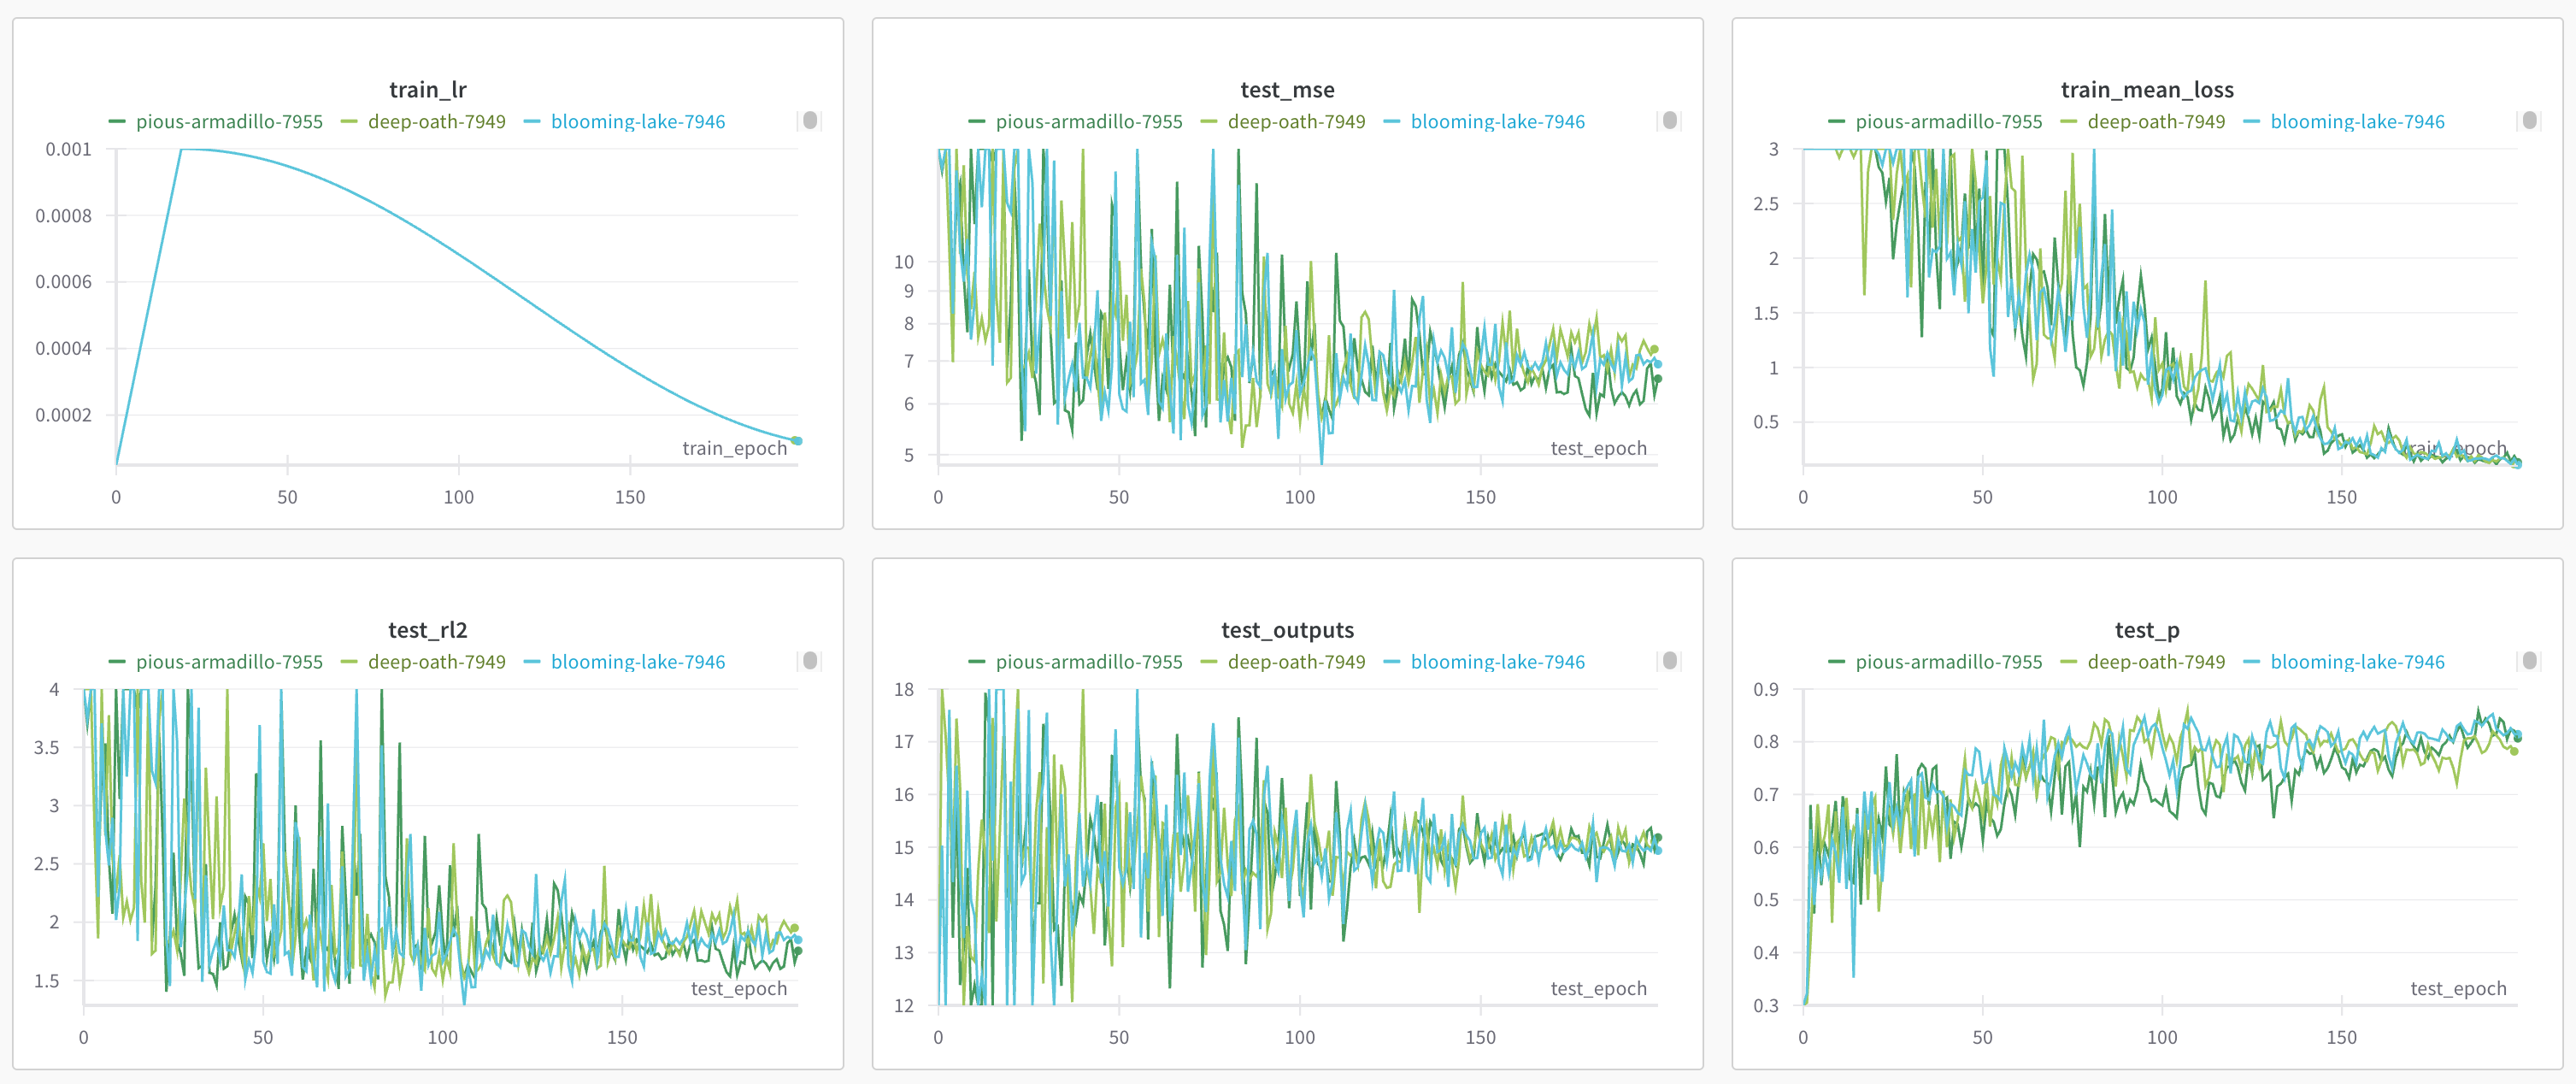 train_lr
pious-armadillo-7955 deep-oath-7949 blooming-lake-7946
0.001
0.0008
0.0006
0.0004
0.0002
train_epoch
0 50 100 150
test_mse
pious-armadillo-7955 deep-oath-7949 blooming-lake-7946
10
9
8
7
6
5
test_epoch
0 50 100 150
train_mean_loss
pious-armadillo-7955 deep-oath-7949 blooming-lake-7946
3
2.5
2
1.5
1
0.5
train_epoch
0 50 100 150
test_rl2
pious-armadillo-7955 deep-oath-7949 blooming-lake-7946
4
3.5
3
2.5
2
1.5
test_epoch
0 50 100 150
test_outputs
pious-armadillo-7955 deep-oath-7949 blooming-lake-7946
18
17
16
15
14
13
12
test_epoch
0 50 100 150
test_p
pious-armadillo-7955 deep-oath-7949 blooming-lake-7946
0.9
0.8
0.7
0.6
0.5
0.4
0.3
test_epoch
0 50 100 150